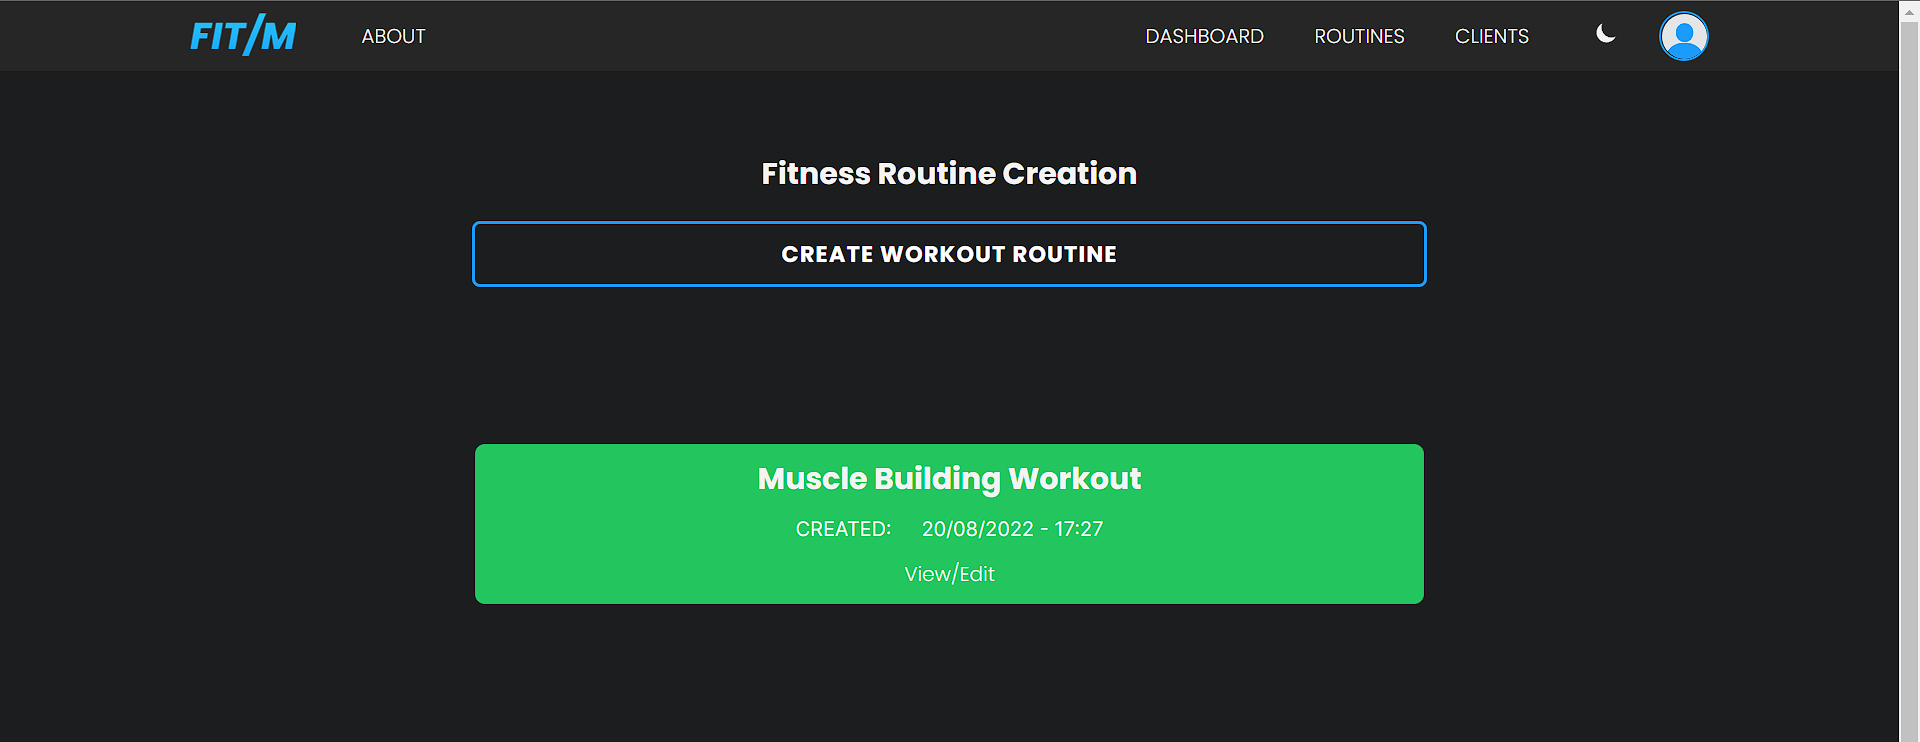 FIT/M ABOUT DASHBOARD ROUTINES CLIENTS
Fitness Routine Creation
CREATE WORKOUT ROUTINE
Muscle Building Workout
CREATED: 20/08/2022 - 17:27
View/Edit